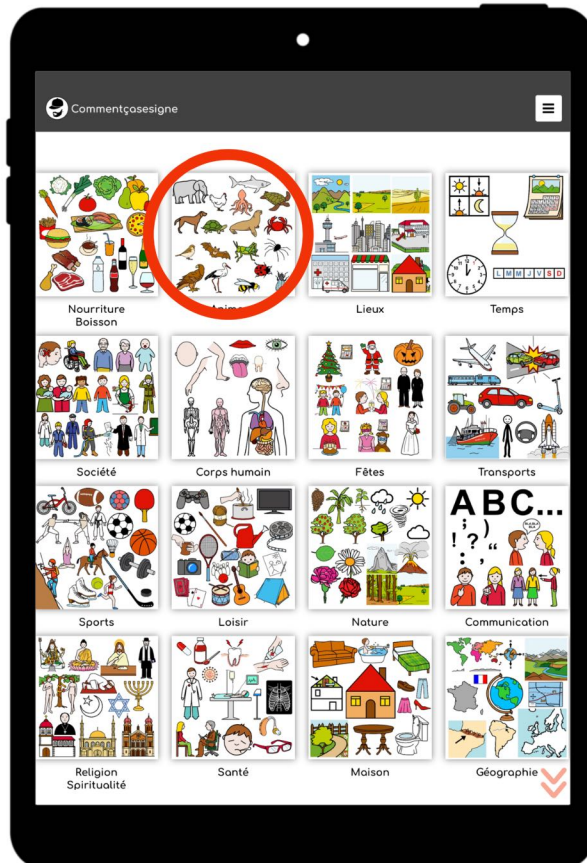 Commentçasesigne
Nourriture
Boisson
Lieux
Temps
L M M J V S D
Société
Corps humain
Fêtes
Transports
ABC...
; )
! ? “
: ,
Sports
Loisir
Nature
Communication
Religion
Spiritualité
Santé
Maison
Géographie